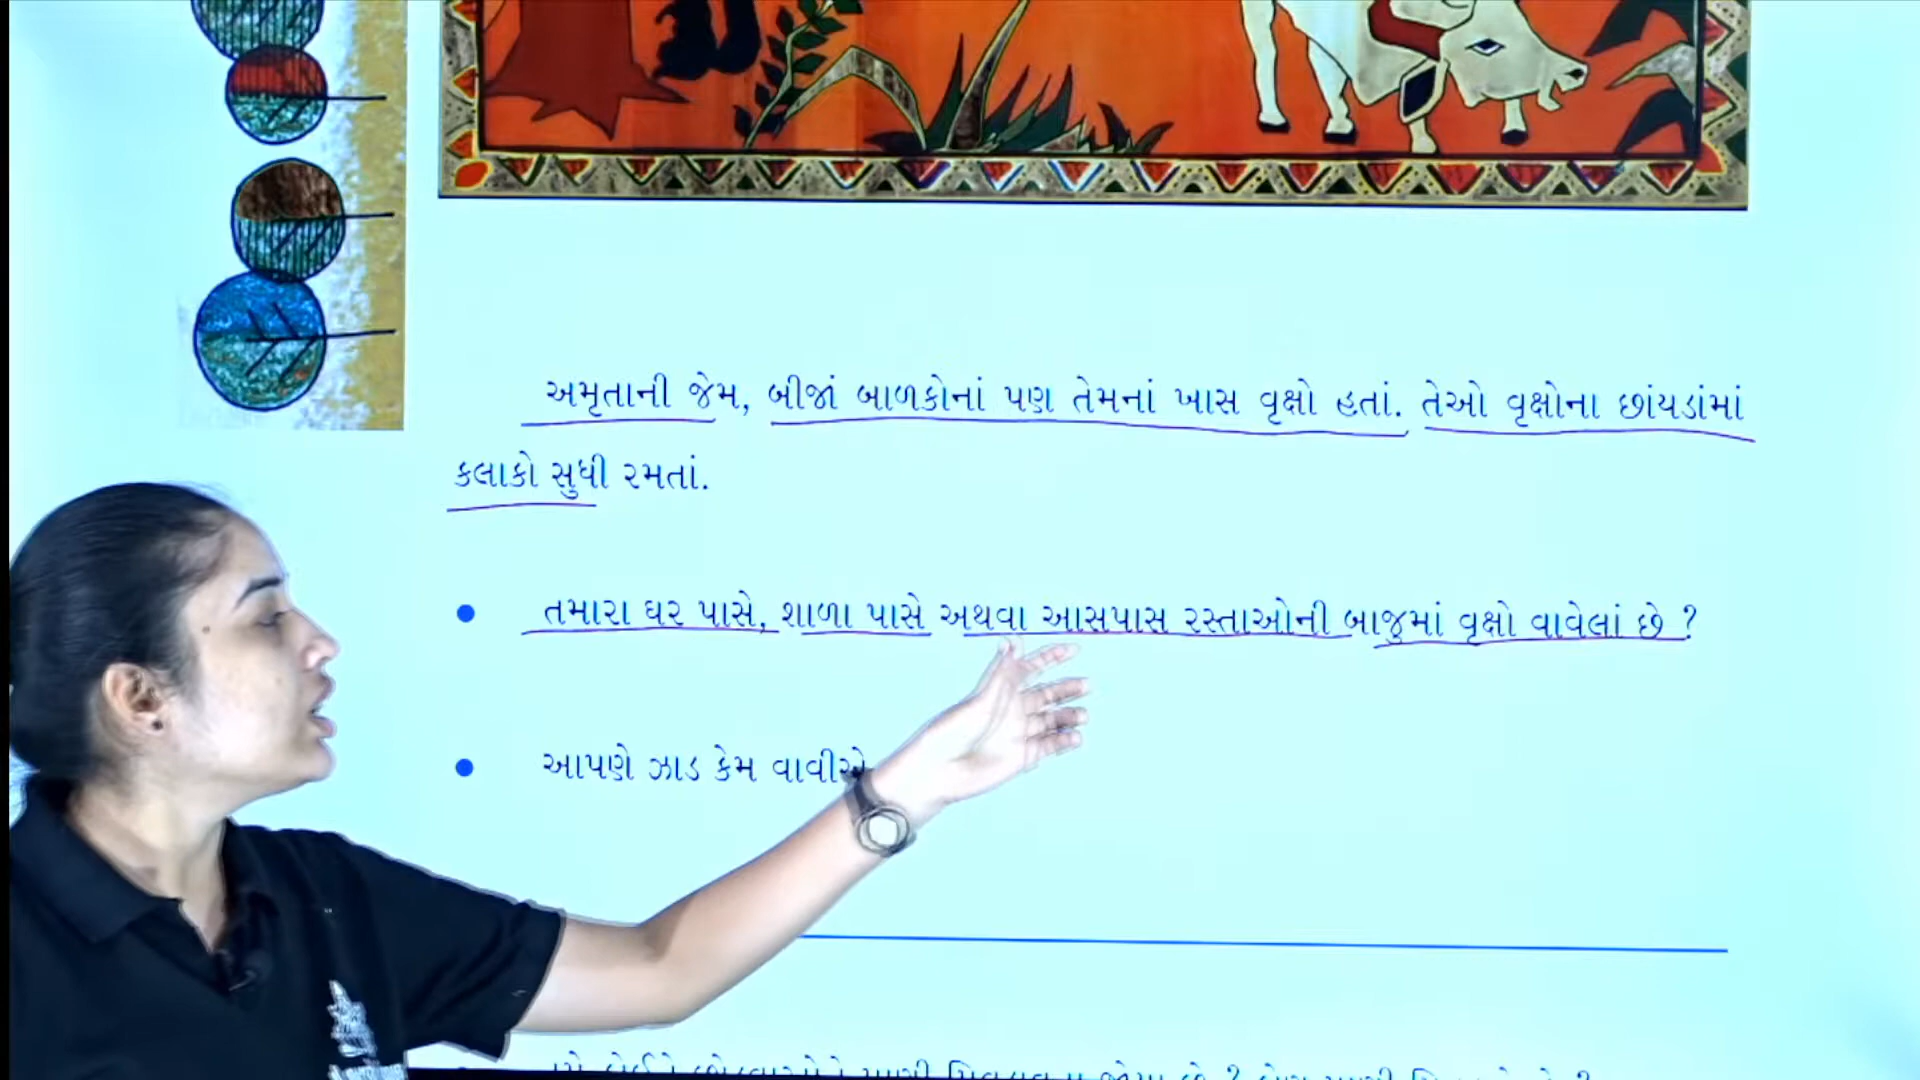 અમૃતાની જેમ, બીજાં બાળકોનાં પણ તેમનાં ખાસ વૃક્ષો હતાં. તેઓ વૃક્ષોના છાંયડાંમાં
કલાકો સુધી રમતાં.
• તમારા ઘર પાસે, શાળા પાસે અથવા આસપાસ રસ્તાઓની બાજુમાં વૃક્ષો વાવેલાં છે ?
• આપણે ઝાડ કેમ વાવીએ